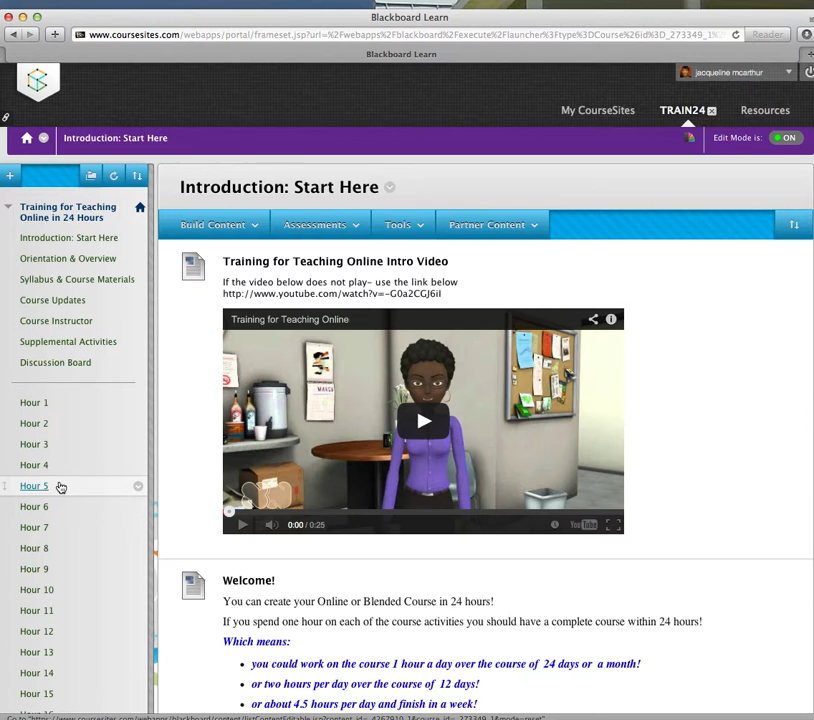 Blackboard Learn
www.coursesites.com/webapps/portal/frameset.jsp?url=%2Fwebapps%2Fblackboard%2Fexecute%2Flauncher%3Ftype%3DCourse%26id%3D_273349_1%
Reader
Blackboard Learn
jacqueline mcarthur
My CourseSites
TRAIN24
Resources
Introduction: Start Here
Edit Mode is:
ON
Training for Teaching
Online in 24 Hours
Introduction: Start Here
Orientation & Overview
Syllabus & Course Materials
Course Updates
Course Instructor
Supplemental Activities
Discussion Board
Hour 1
Hour 2
Hour 3
Hour 4
Hour 5
Hour 6
Hour 7
Hour 8
Hour 9
Hour 10
Hour 11
Hour 12
Hour 13
Hour 14
Hour 15
Introduction: Start Here
Build Content
Assessments
Tools
Partner Content
Training for Teaching Online Intro Video
If the video below does not play- use the link below
http://www.youtube.com/watch?v=-G0a2CGJ6iI
Training for Teaching Online
MARCH
0:00 / 0:25
YouTube
Welcome!
You can create your Online or Blended Course in 24 hours!
If you spend one hour on each of the course activities you should have a complete course within 24 hours!
Which means:
• you could work on the course 1 hour a day over the course of 24 days or a month!
• or two hours per day over the course of 12 days!
• or about 4.5 hours per day and finish in a week!